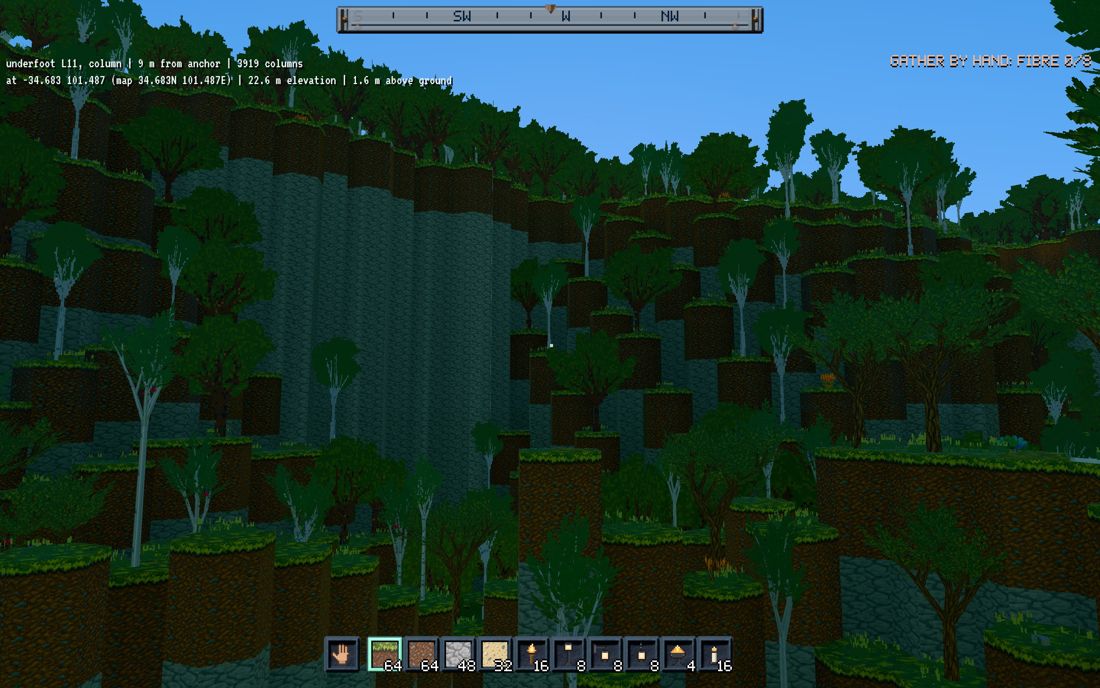 S SW W NW
underfoot L11, column | 9 m from anchor | 3919 columns
at -34.683 101.487 (map 34.683N 101.487E) | 22.6 m elevation | 1.6 m above ground
GATHER BY HAND: FIBRE 0/8
64 64 48 32 16 8 8 8 4 16